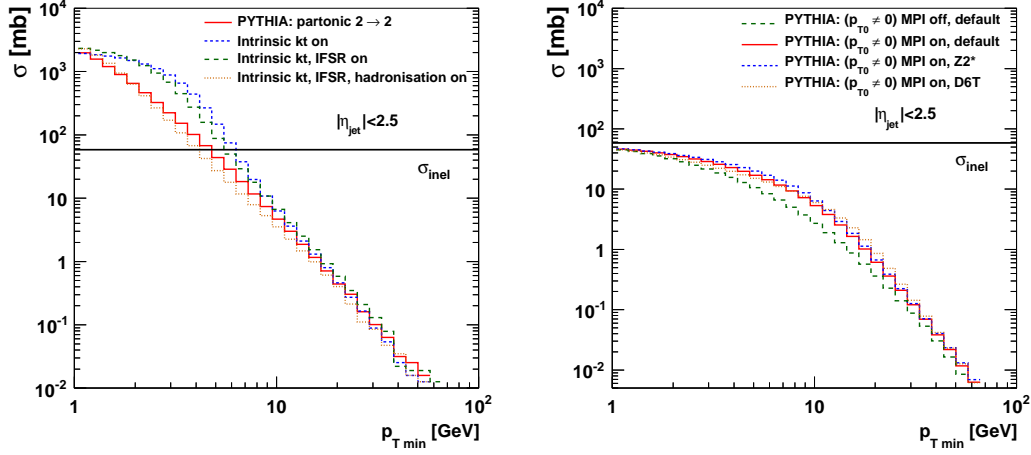 σ [mb]
PYTHIA: partonic 2 → 2
Intrinsic kt on
Intrinsic kt, IFSR on
Intrinsic kt, IFSR, hadronisation on
|η_jet|<2.5
σ_inel
10^3
10^2
10
1
10^-1
10^-2
1
10
10^2
p_T min [GeV]
σ [mb]
PYTHIA: (p_T0 ≠ 0) MPI off, default
PYTHIA: (p_T0 ≠ 0) MPI on, default
PYTHIA: (p_T0 ≠ 0) MPI on, Z2*
PYTHIA: (p_T0 ≠ 0) MPI on, D6T
|η_jet|<2.5
σ_inel
10^3
10^2
10
1
10^-1
10^-2
1
10
10^2
p_T min [GeV]